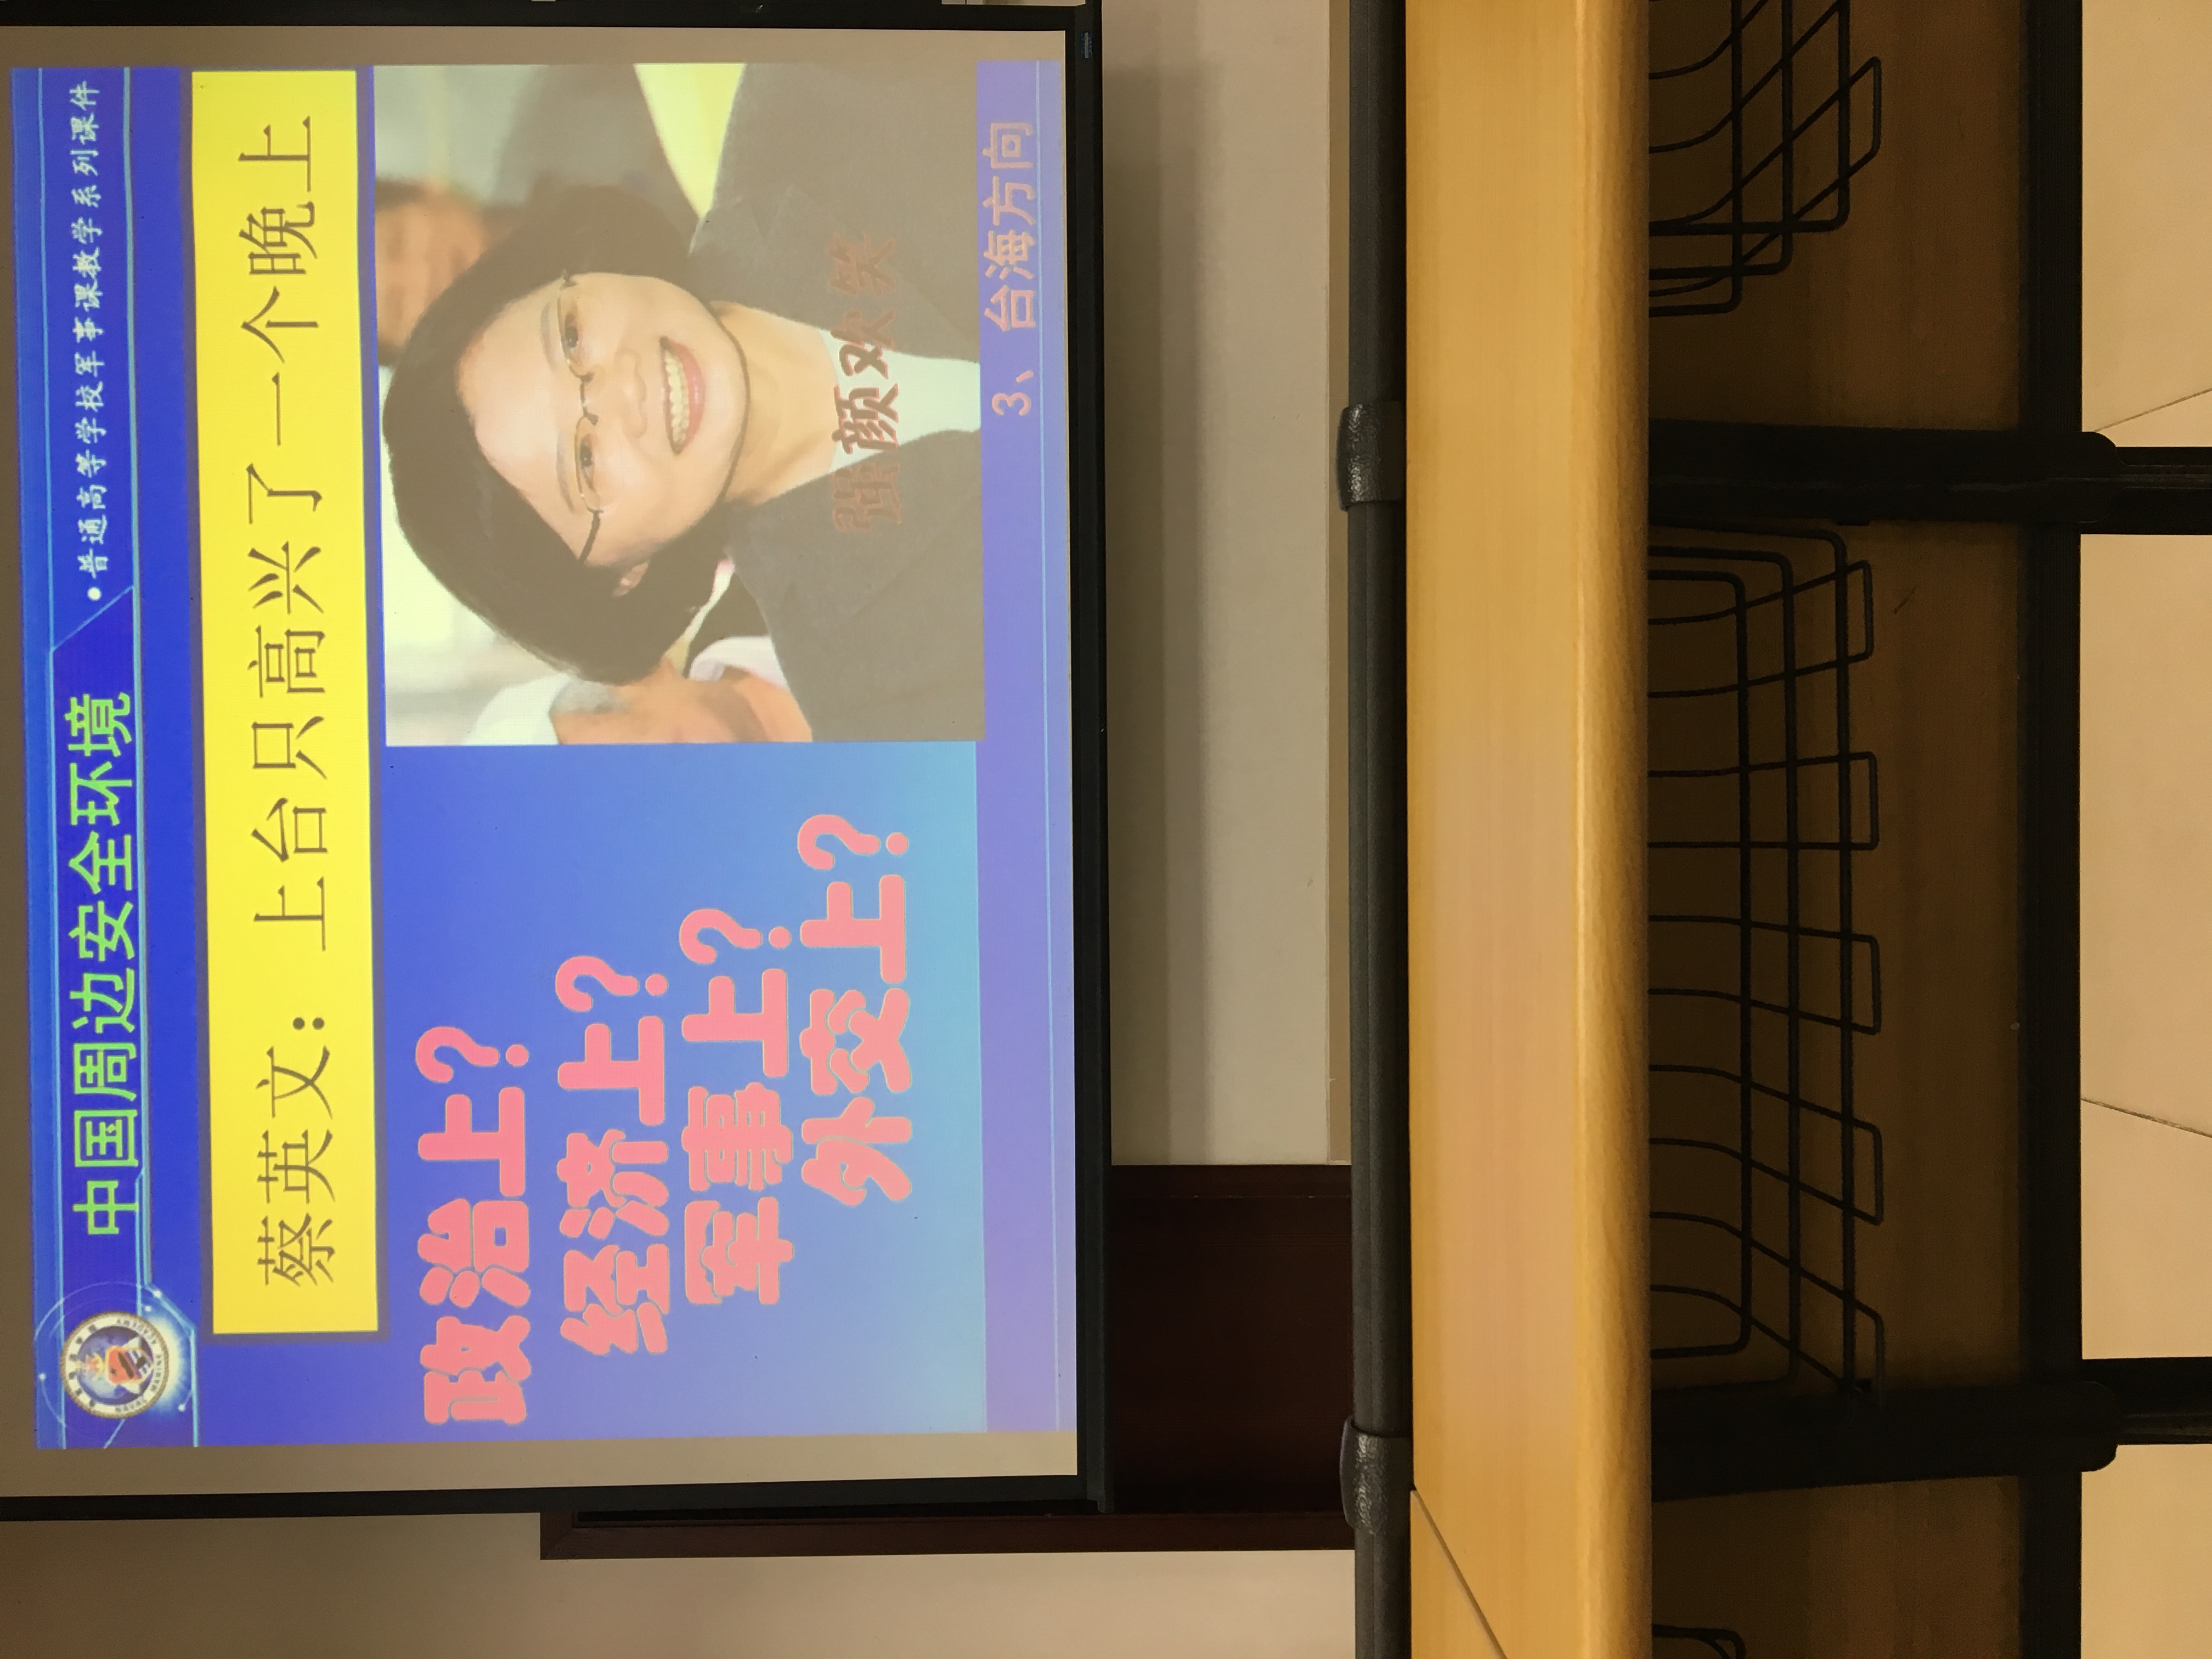 中国周边安全环境
•普通高等学校军事课教学系列课件
MARINE ACADEMY
蔡英文：上台只高兴了一个晚上
政治上?
经济上?
军事上?
外交上?
强颜欢笑
3、台海方向